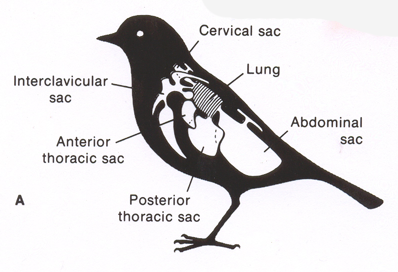 Cervical sac
Lung
Interclavicular
sac
Abdominal
sac
Anterior
thoracic sac
Posterior
thoracic sac
A